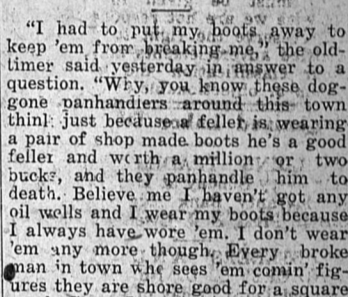 "I had to put my boots away to
keep 'em from breaking me," the old-
timer said yesterday in answer to a
question. "Why, you know these dog-
gone panhandlers around this town
think just because a feller is wearing
a pair of shop made boots he's a good
feller and worth a million or two
bucks, and they panhandle him to
death. Believe me I haven't got any
oil wells and I wear my boots because
I always have wore 'em. I don't wear
'em any more though. Every broke
man in town who sees 'em comin' fig-
ures they are shore good for a square